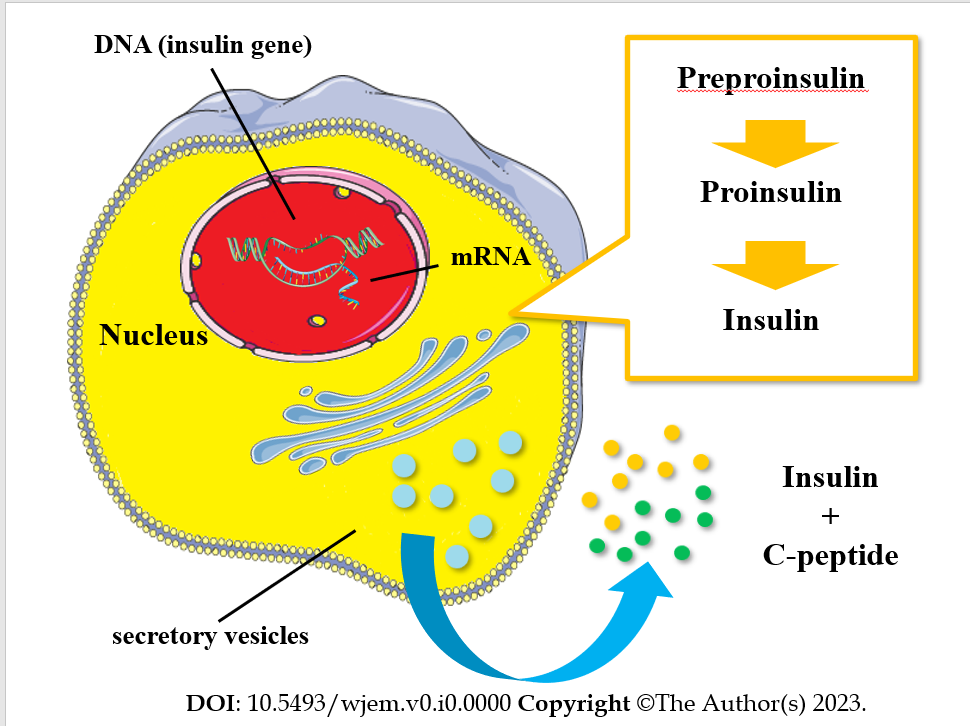 DNA (insulin gene)
Preproinsulin
Proinsulin
mRNA
Insulin
Nucleus
Insulin
+
C-peptide
secretory vesicles
DOI: 10.5493/wjem.v0.i0.0000 Copyright ©The Author(s) 2023.